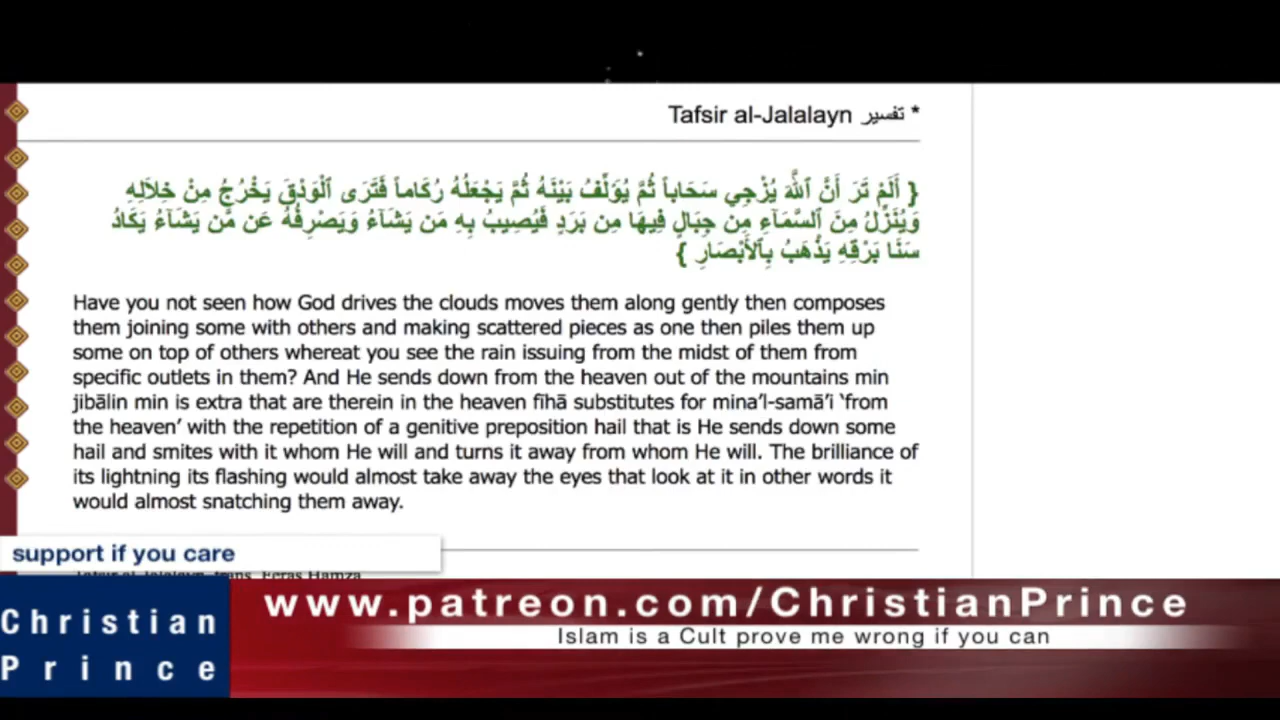 Tafsir al-Jalalayn تفسير *
{ أَلَمْ تَرَ أَنَّ ٱللَّهَ يُزْجِي سَحَاباً ثُمَّ يُؤَلِّفُ بَيْنَهُ ثُمَّ يَجْعَلُهُ رُكَاماً فَتَرَى ٱلْوَدْقَ يَخْرُجُ مِنْ خِلاَلِهِ
وَيُنَزِّلُ مِنَ ٱلسَّمَآءِ مِن جِبَالٍ فِيهَا مِن بَرَدٍ فَيُصِيبُ بِهِ مَن يَشَآءُ وَيَصْرِفُهُ عَن مَّن يَشَآءُ يَكَادُ
سَنَا بَرْقِهِ يَذْهَبُ بِٱلأَبْصَارِ }
Have you not seen how God drives the clouds moves them along gently then composes
them joining some with others and making scattered pieces as one then piles them up
some on top of others whereat you see the rain issuing from the midst of them from
specific outlets in them? And He sends down from the heaven out of the mountains min
jibālin min is extra that are therein in the heaven fīhā substitutes for mina’l-samā’i ‘from
the heaven’ with the repetition of a genitive preposition hail that is He sends down some
hail and smites with it whom He will and turns it away from whom He will. The brilliance of
its lightning its flashing would almost take away the eyes that look at it in other words it
would almost snatching them away.
support if you care
Tafsir al-Jalalayn, trans. Feras Hamza
Christian
Prince
www.patreon.com/ChristianPrince
Islam is a Cult prove me wrong if you can